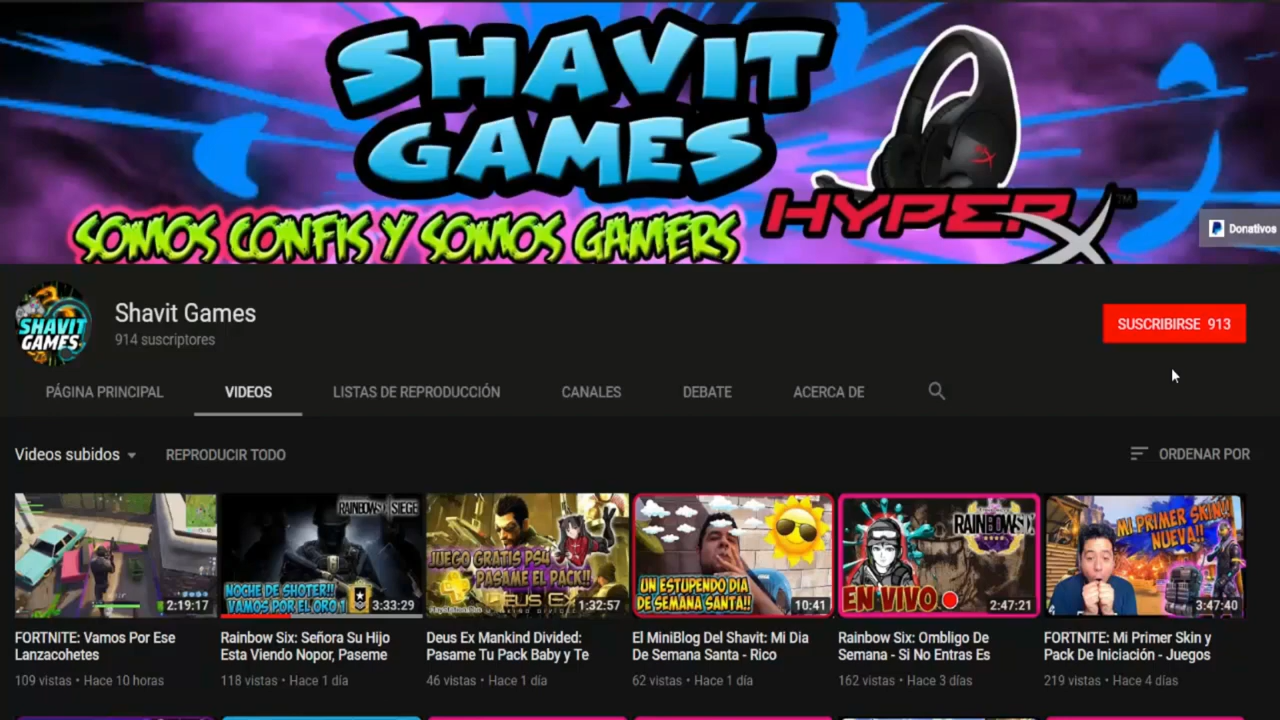 SHAVIT
GAMES
SOMOS CONFIS Y SOMOS GAMERS
HYPERX
TM
Donativos
SHAVIT
GAMES
Shavit Games
914 suscriptores
SUSCRIBIRSE 913
PÁGINA PRINCIPAL
VIDEOS
LISTAS DE REPRODUCCIÓN
CANALES
DEBATE
ACERCA DE
Videos subidos
REPRODUCIR TODO
ORDENAR POR
2:19:17
FORTNITE: Vamos Por Ese
Lanzacohetes
109 vistas • Hace 10 horas
RAINBOW SIX SIEGE
NOCHE DE SHOTER!!
VAMOS POR EL ORO 1
3:33:29
Rainbow Six: Señora Su Hijo
Esta Viendo Nopor, Paseme
118 vistas • Hace 1 día
JUEGO GRATIS PS4
PASAME EL PACK!!
DEUS EX
1:32:57
Deus Ex Mankind Divided:
Pasame Tu Pack Baby y Te
46 vistas • Hace 1 día
UN ESTUPENDO DIA
DE SEMANA SANTA!!
10:41
El MiniBlog Del Shavit: Mi Dia
De Semana Santa - Rico
62 vistas • Hace 1 día
EN VIVO
2:47:21
Rainbow Six: Ombligo De
Semana - Si No Entras Es
162 vistas • Hace 3 días
MI PRIMER SKIN!!
NUEVA!!
3:47:40
FORTNITE: Mi Primer Skin y
Pack De Iniciación - Juegos
219 vistas • Hace 4 días